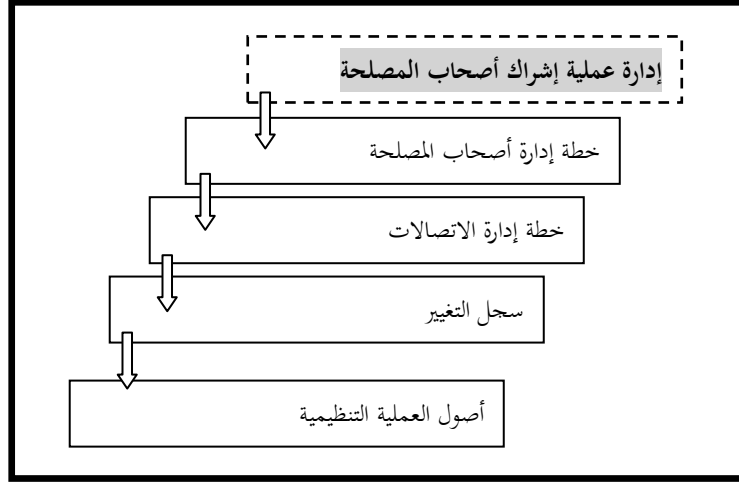 إدارة عملية إشراك أصحاب المصلحة
خطة إدارة أصحاب المصلحة
خطة إدارة الاتصالات
سجل التغيير
أصول العملية التنظيمية